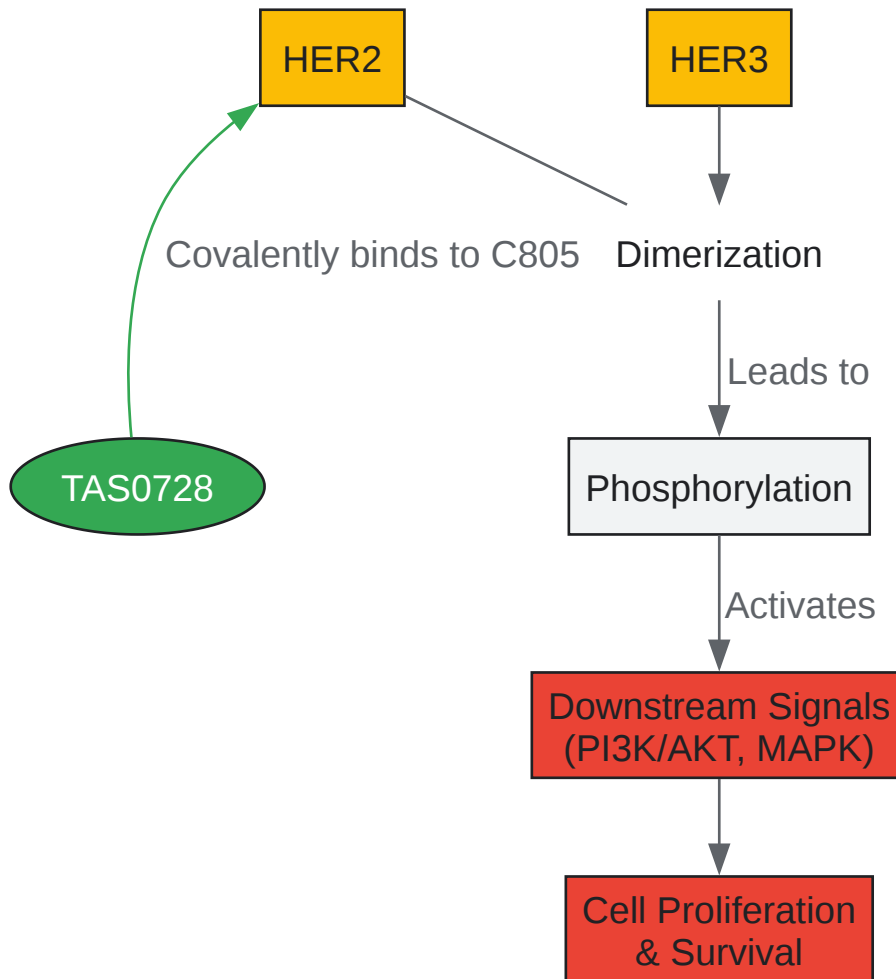 HER2
HER3
Covalently binds to C805
Dimerization
Leads to
TAS0728
Phosphorylation
Activates
Downstream Signals
(PI3K/AKT, MAPK)
Cell Proliferation
& Survival